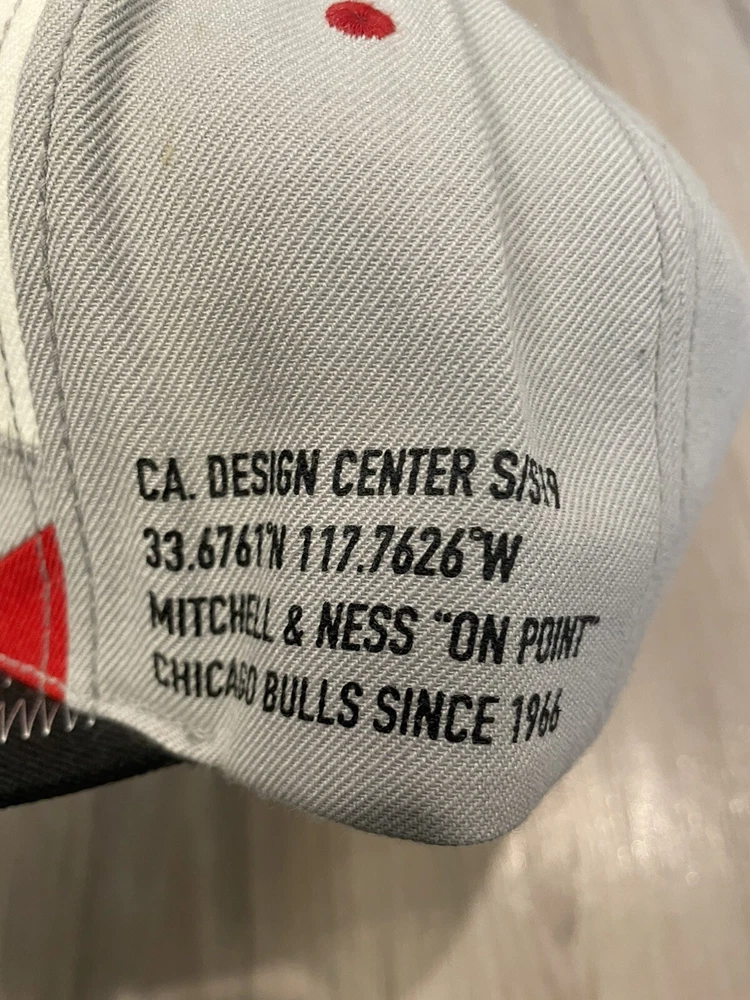 CA. DESIGN CENTER S/S19
33.6761°N 117.7626°W
MITCHELL & NESS "ON POINT"
CHICAGO BULLS SINCE 1966